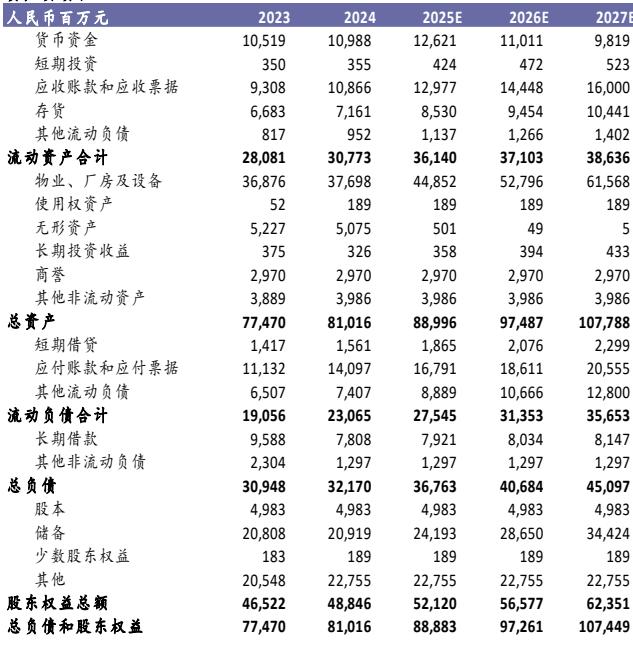 人民币百万元 2023 2024 2025E 2026E 2027E
货币资金 10,519 10,988 12,621 11,011 9,819
短期投资 350 355 424 472 523
应收账款和应收票据 9,308 10,866 12,977 14,448 16,000
存货 6,683 7,161 8,530 9,454 10,441
其他流动负债 817 952 1,137 1,266 1,402
流动资产合计 28,081 30,773 36,140 37,103 38,636
物业、厂房及设备 36,876 37,698 44,852 52,796 61,568
使用权资产 52 189 189 189 189
无形资产 5,227 5,075 501 49 5
长期投资收益 375 326 358 394 433
商誉 2,970 2,970 2,970 2,970 2,970
其他非流动资产 3,889 3,986 3,986 3,986 3,986
总资产 77,470 81,016 88,996 97,487 107,788
短期借贷 1,417 1,561 1,865 2,076 2,299
应付账款和应付票据 11,132 14,097 16,791 18,611 20,555
其他流动负债 6,507 7,407 8,889 10,666 12,800
流动负债合计 19,056 23,065 27,545 31,353 35,653
长期借款 9,588 7,808 7,921 8,034 8,147
其他非流动负债 2,304 1,297 1,297 1,297 1,297
总负债 30,948 32,170 36,763 40,684 45,097
股本 4,983 4,983 4,983 4,983 4,983
储备 20,808 20,919 24,193 28,650 34,424
少数股东权益 183 189 189 189 189
其他 20,548 22,755 22,755 22,755 22,755
股东权益总额 46,522 48,846 52,120 56,577 62,351
总负债和股东权益 77,470 81,016 88,883 97,261 107,449